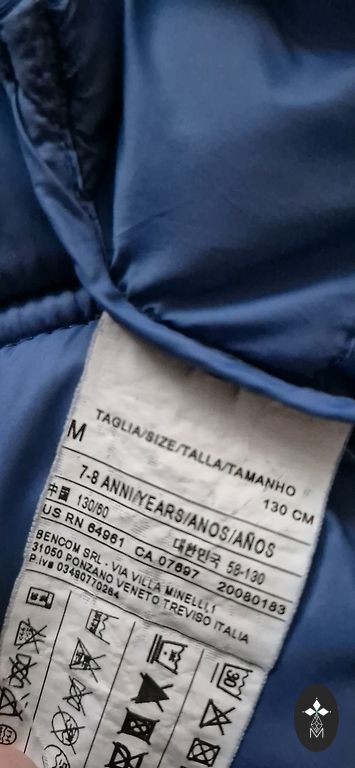 TAGLIA/SIZE/TALLA/TAMANHO
M 130 CM
7-8 ANNI/YEARS/ANOS/AÑOS
中国 130/60 대한민국 58-130
US RN 64961 CA 07697 20080183
BENCOM SRL - VIA VILLA MINELLI,1
31050 PONZANO VENETO TREVISO ITALIA
P.IVA 03490770264
M